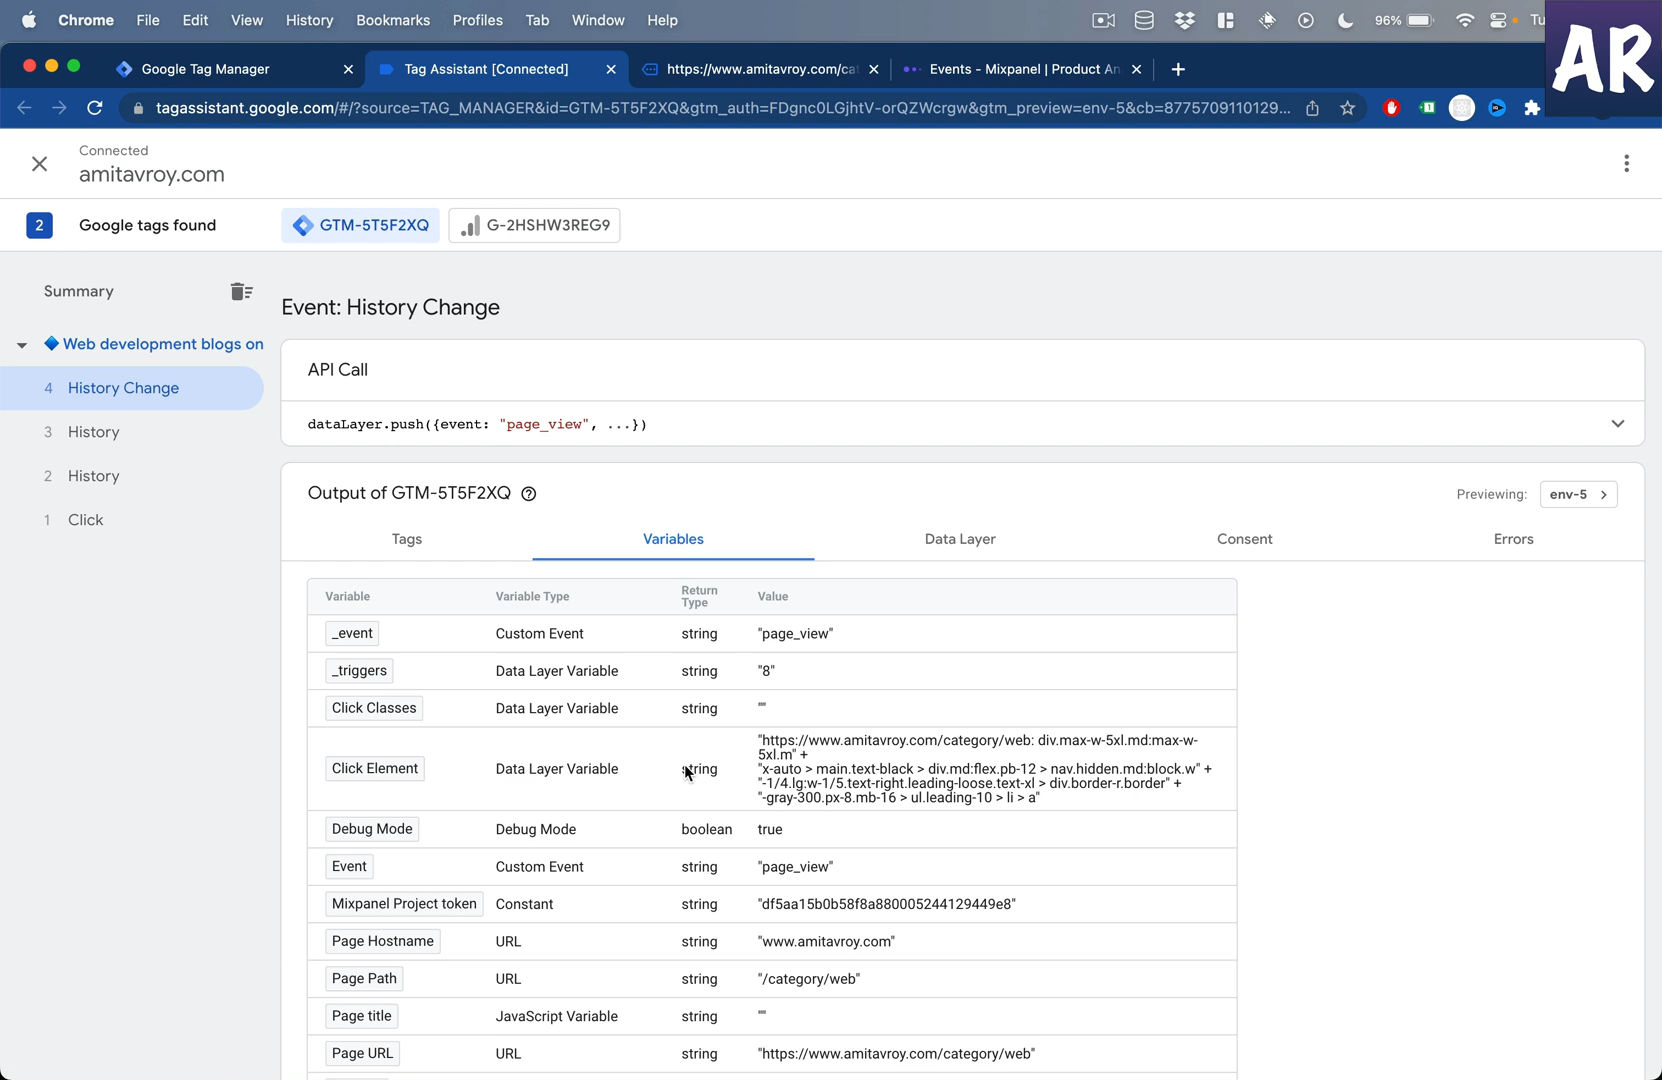 Chrome File Edit View History Bookmarks Profiles Tab Window Help 96% Tu
AR
Google Tag Manager
Tag Assistant [Connected]
https://www.amitavroy.com/cat
Events - Mixpanel | Product An
tagassistant.google.com/#/?source=TAG_MANAGER&id=GTM-5T5F2XQ&gtm_auth=FDgnc0LGjhtV-orQZWcrgw&gtm_preview=env-5&cb=8775709110129...
Connected
amitavroy.com
2 Google tags found GTM-5T5F2XQ G-2HSHW3REG9
Summary
Web development blogs on
4 History Change
3 History
2 History
1 Click
Event: History Change
API Call
dataLayer.push({event: "page_view", ...})
Output of GTM-5T5F2XQ
Previewing: env-5
Tags Variables Data Layer Consent Errors
Variable Variable Type Return Type Value
_event Custom Event string "page_view"
_triggers Data Layer Variable string "8"
Click Classes Data Layer Variable string ""
Click Element Data Layer Variable string
"https://www.amitavroy.com/category/web: div.max-w-5xl.md:max-w-
5xl.m" +
"x-auto > main.text-black > div.md:flex.pb-12 > nav.hidden.md:block.w" +
"-1/4.lg:w-1/5.text-right.leading-loose.text-xl > div.border-r.border" +
"-gray-300.px-8.mb-16 > ul.leading-10 > li > a"
Debug Mode Debug Mode boolean true
Event Custom Event string "page_view"
Mixpanel Project token Constant string "df5aa15b0b58f8a880005244129449e8"
Page Hostname URL string "www.amitavroy.com"
Page Path URL string "/category/web"
Page title JavaScript Variable string ""
Page URL URL string "https://www.amitavroy.com/category/web"